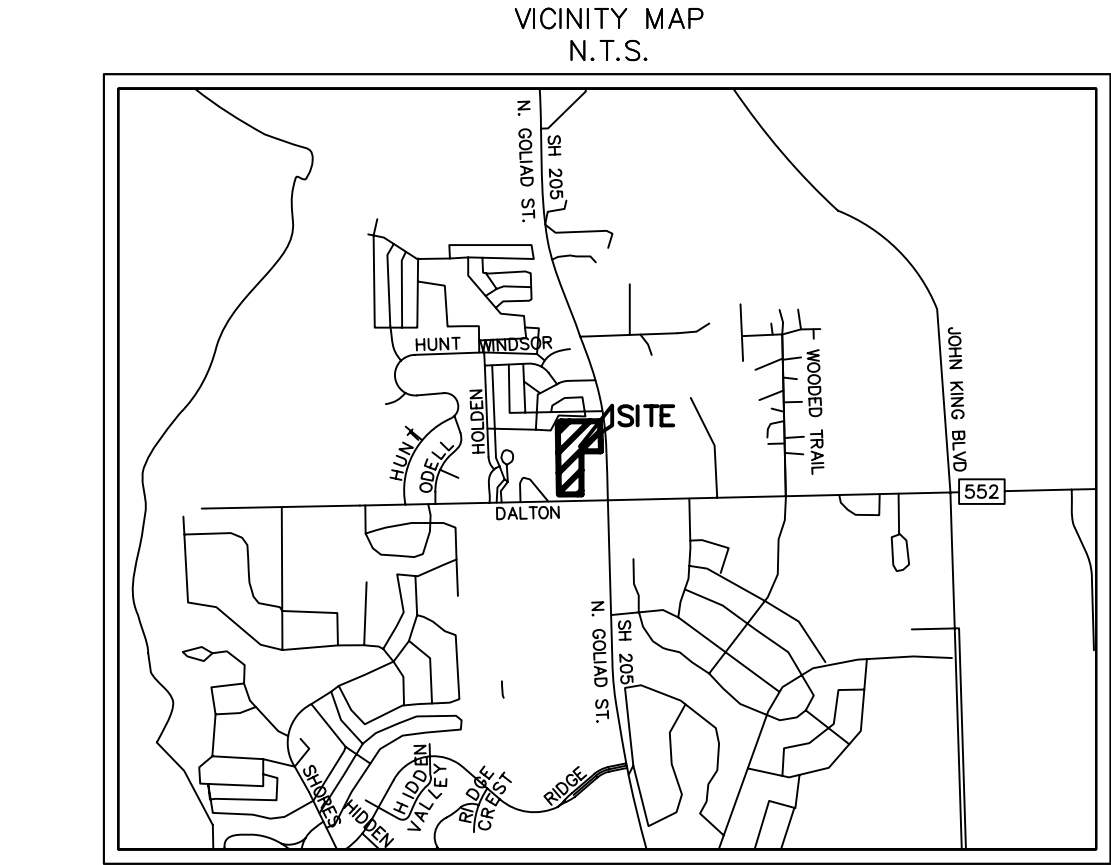 VICINITY MAP
N.T.S.
N. GOLIAD ST.
SH 205
HUNT
WINDSOR
JOHN KING BLVD
WOODED TRAIL
HOLDEN
SITE
HUNT
ODELL
552
DALTON
N. GOLIAD ST.
SH 205
SHORES
HIDDEN
HIDDEN
VALLEY
RIDGE
CREST
RIDGE